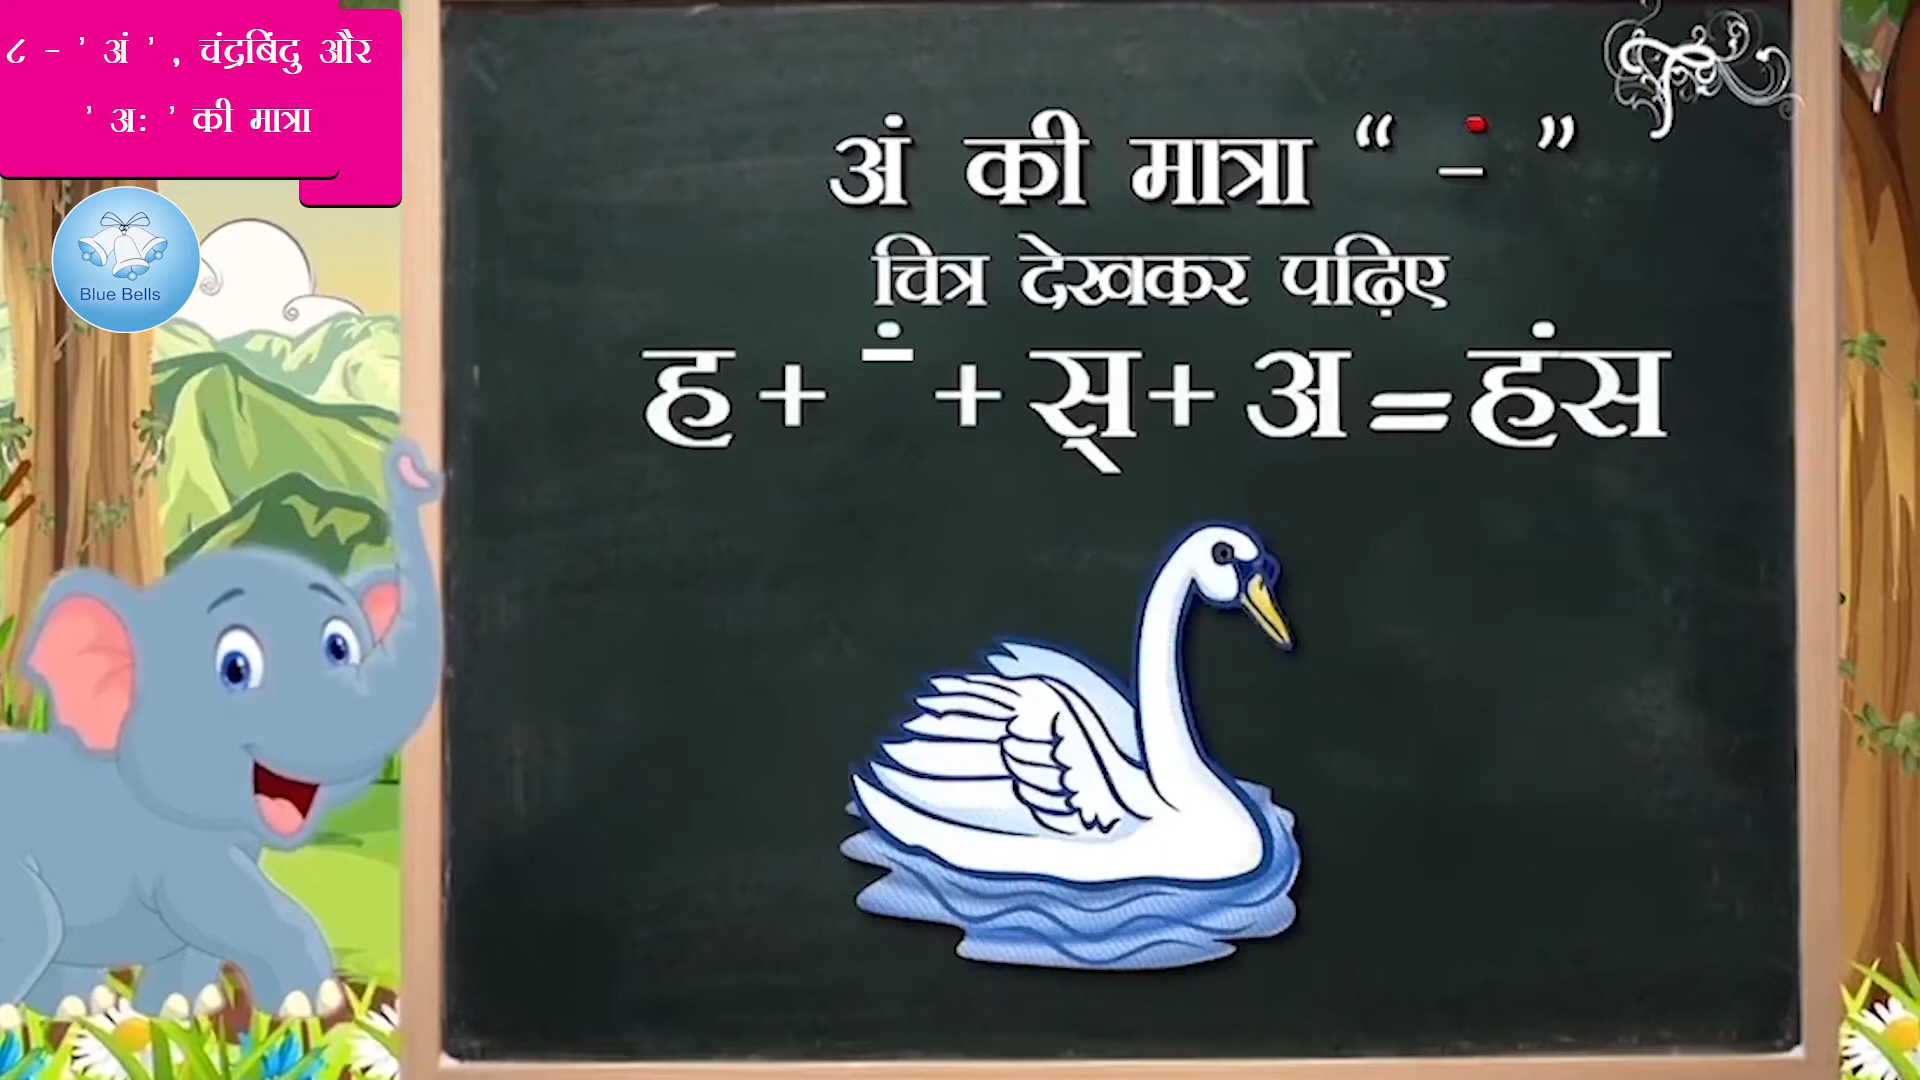 ८ - ' अं ' , चंद्रबिंदु और
' अः ' की मात्रा
Blue Bells
अं की मात्रा “ -ं ”
चित्र देखकर पढ़िए
ह + -ं + स् + अ = हंस